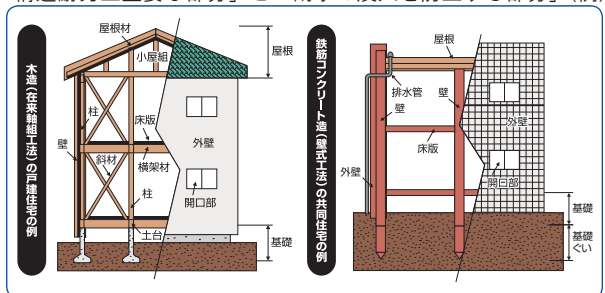 木造（在来軸組工法）の戸建住宅の例
屋根材
小屋組
屋根
柱
壁
床版
外壁
斜材
横架材
柱
開口部
土台
基礎
鉄筋コンクリート造（壁式工法）の共同住宅の例
屋根
排水管
壁
壁
外壁
床版
外壁
開口部
基礎
基礎
ぐい